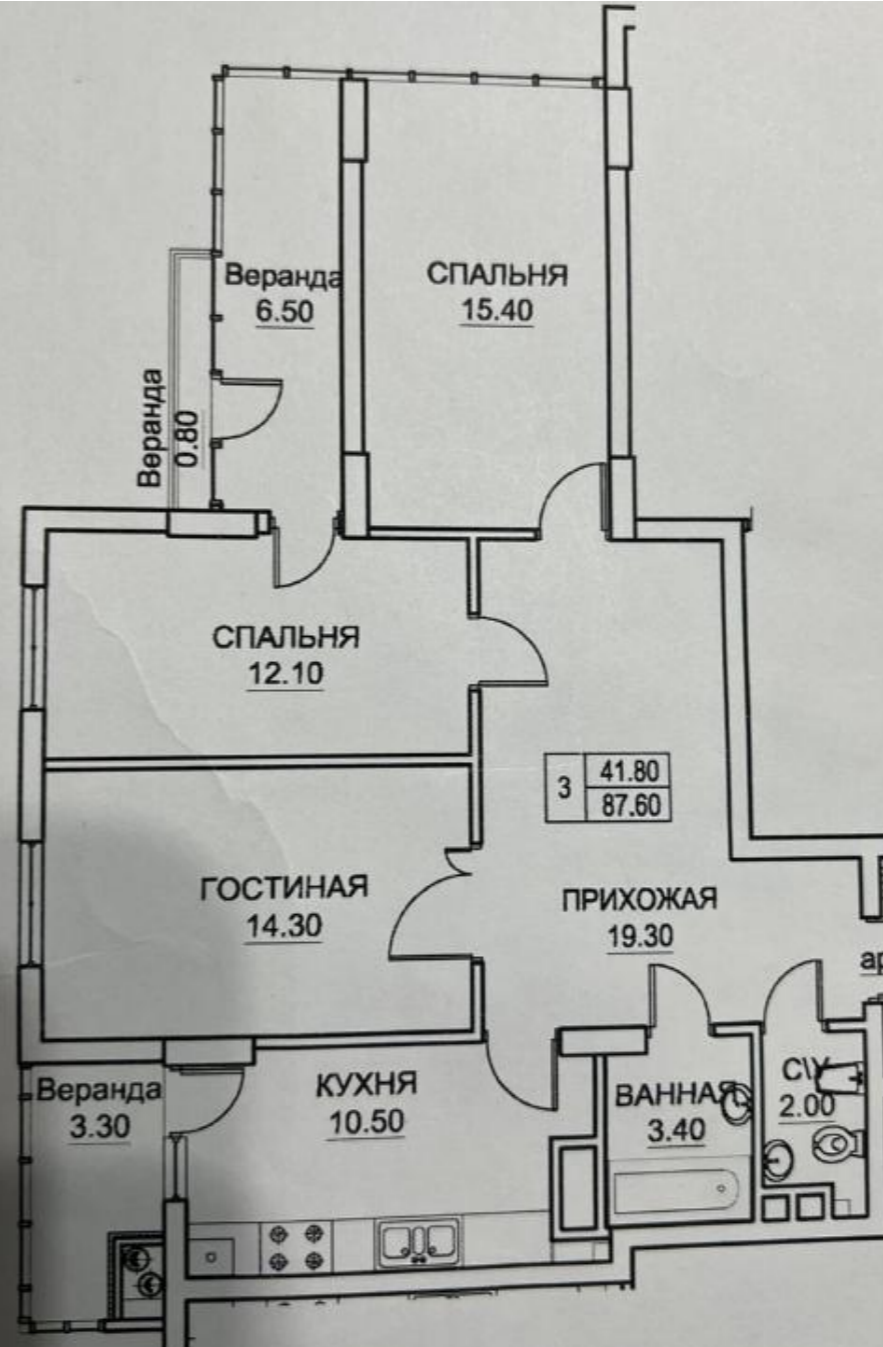 Веранда
6.50
СПАЛЬНЯ
15.40
Веранда
0.80
СПАЛЬНЯ
12.10
3
41.80
87.60
ГОСТИНАЯ
14.30
ПРИХОЖАЯ
19.30
ар
Веранда
3.30
КУХНЯ
10.50
ВАННАЯ
3.40
С\У
2.00